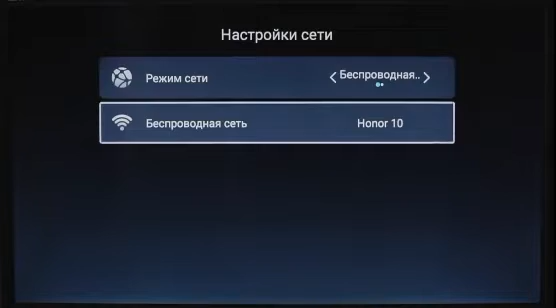 Настройки сети
Режим сети
Беспроводная..
Беспроводная сеть
Honor 10